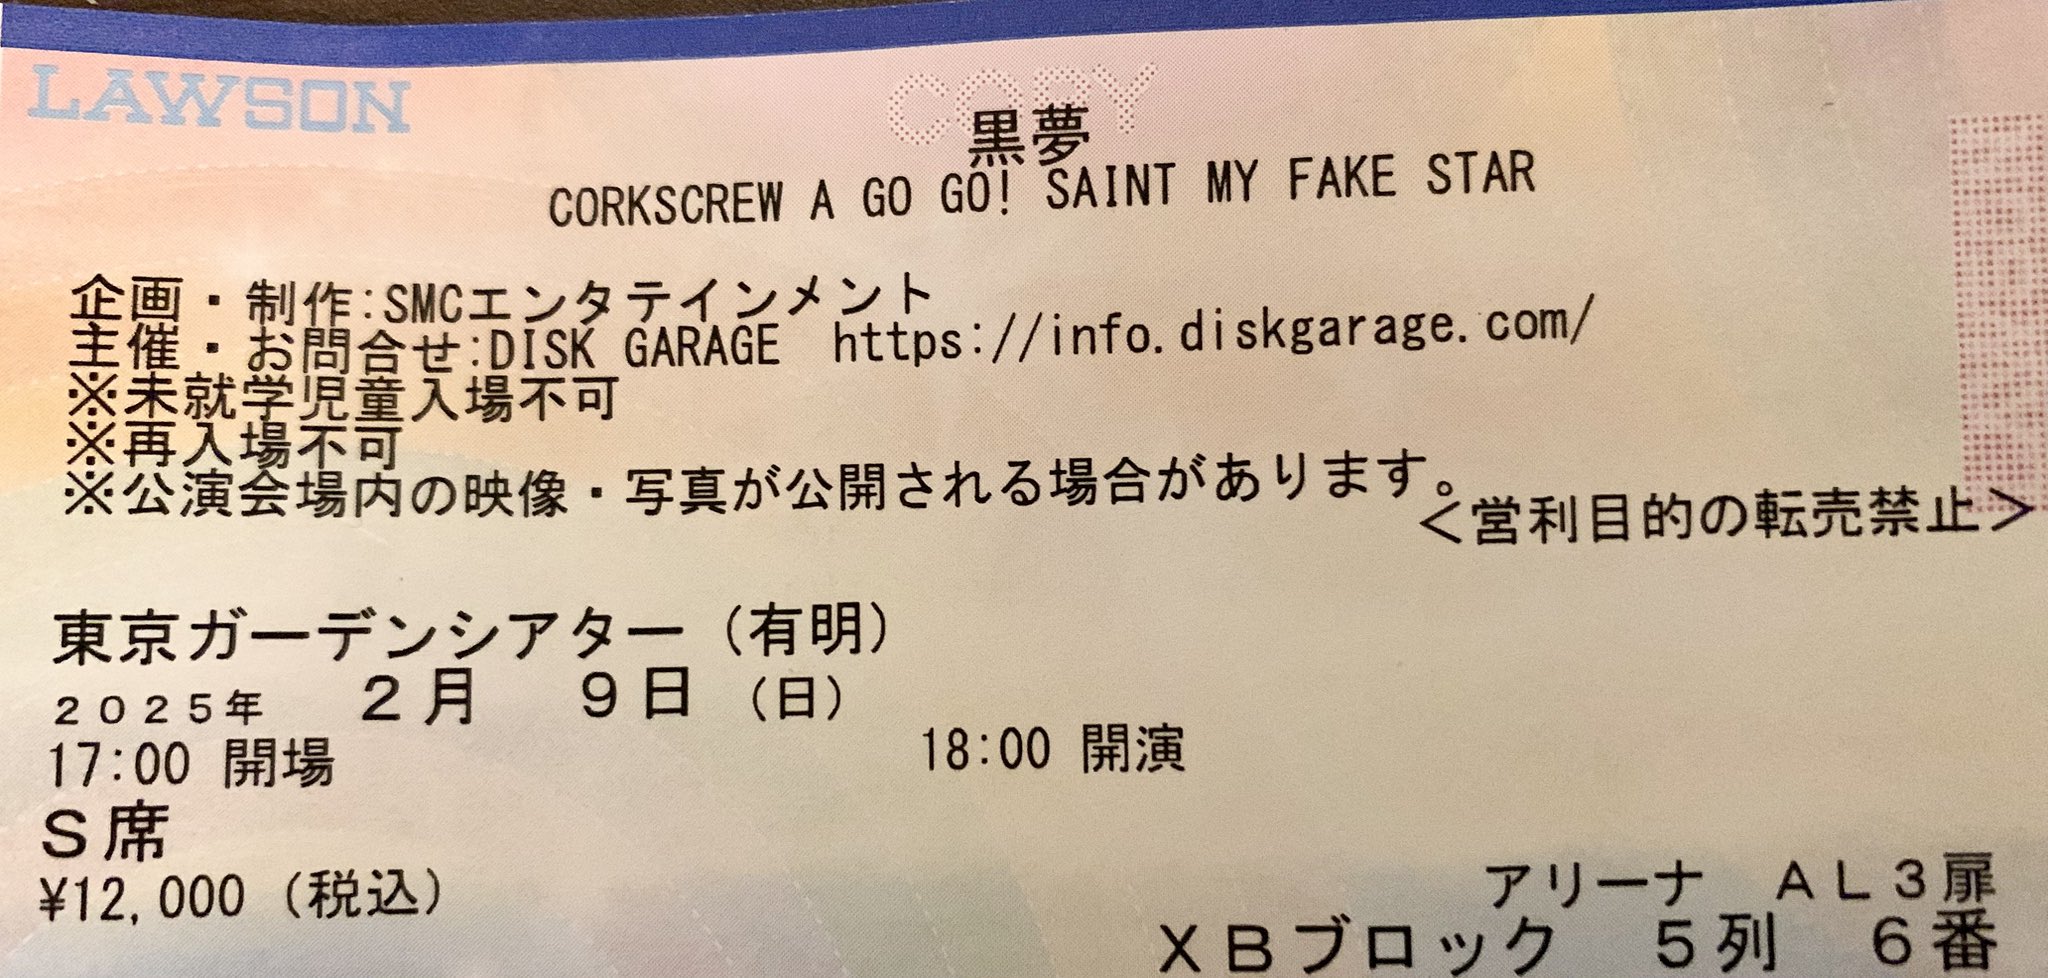 LAWSON
COPY
黒夢
CORKSCREW A GO GO! SAINT MY FAKE STAR
企画・制作:SMCエンタテインメント
主催・お問合せ:DISK GARAGE https://info.diskgarage.com/
※未就学児童入場不可
※再入場不可
※公演会場内の映像・写真が公開される場合があります。
＜営利目的の転売禁止＞
東京ガーデンシアター（有明）
２０２５年 ２月 ９日（日）
17:00 開場 18:00 開演
Ｓ席
¥12,000（税込）
アリーナ ＡＬ３扉
ＸＢブロック ５列 ６番